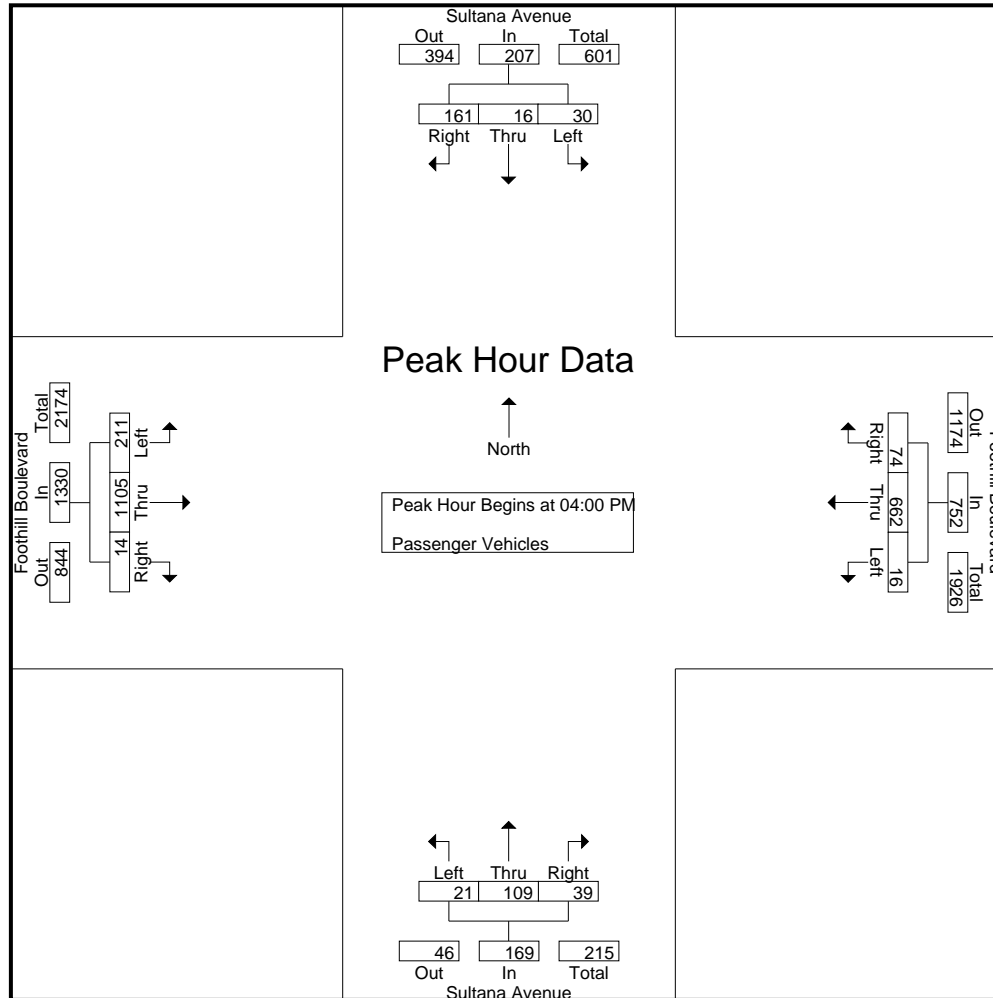 Sultana Avenue
Out In Total
394 207 601
161 16 30
Right Thru Left
Peak Hour Data
North
Peak Hour Begins at 04:00 PM
Passenger Vehicles
Foothill Boulevard
Total In Out
2174 1330 844
211 1105 14
Left Thru Right
Out In Total
1174 752 1926
74 662 16
Right Thru Left
Left Thru Right
21 109 39
46 169 215
Out In Total
Sultana Avenue